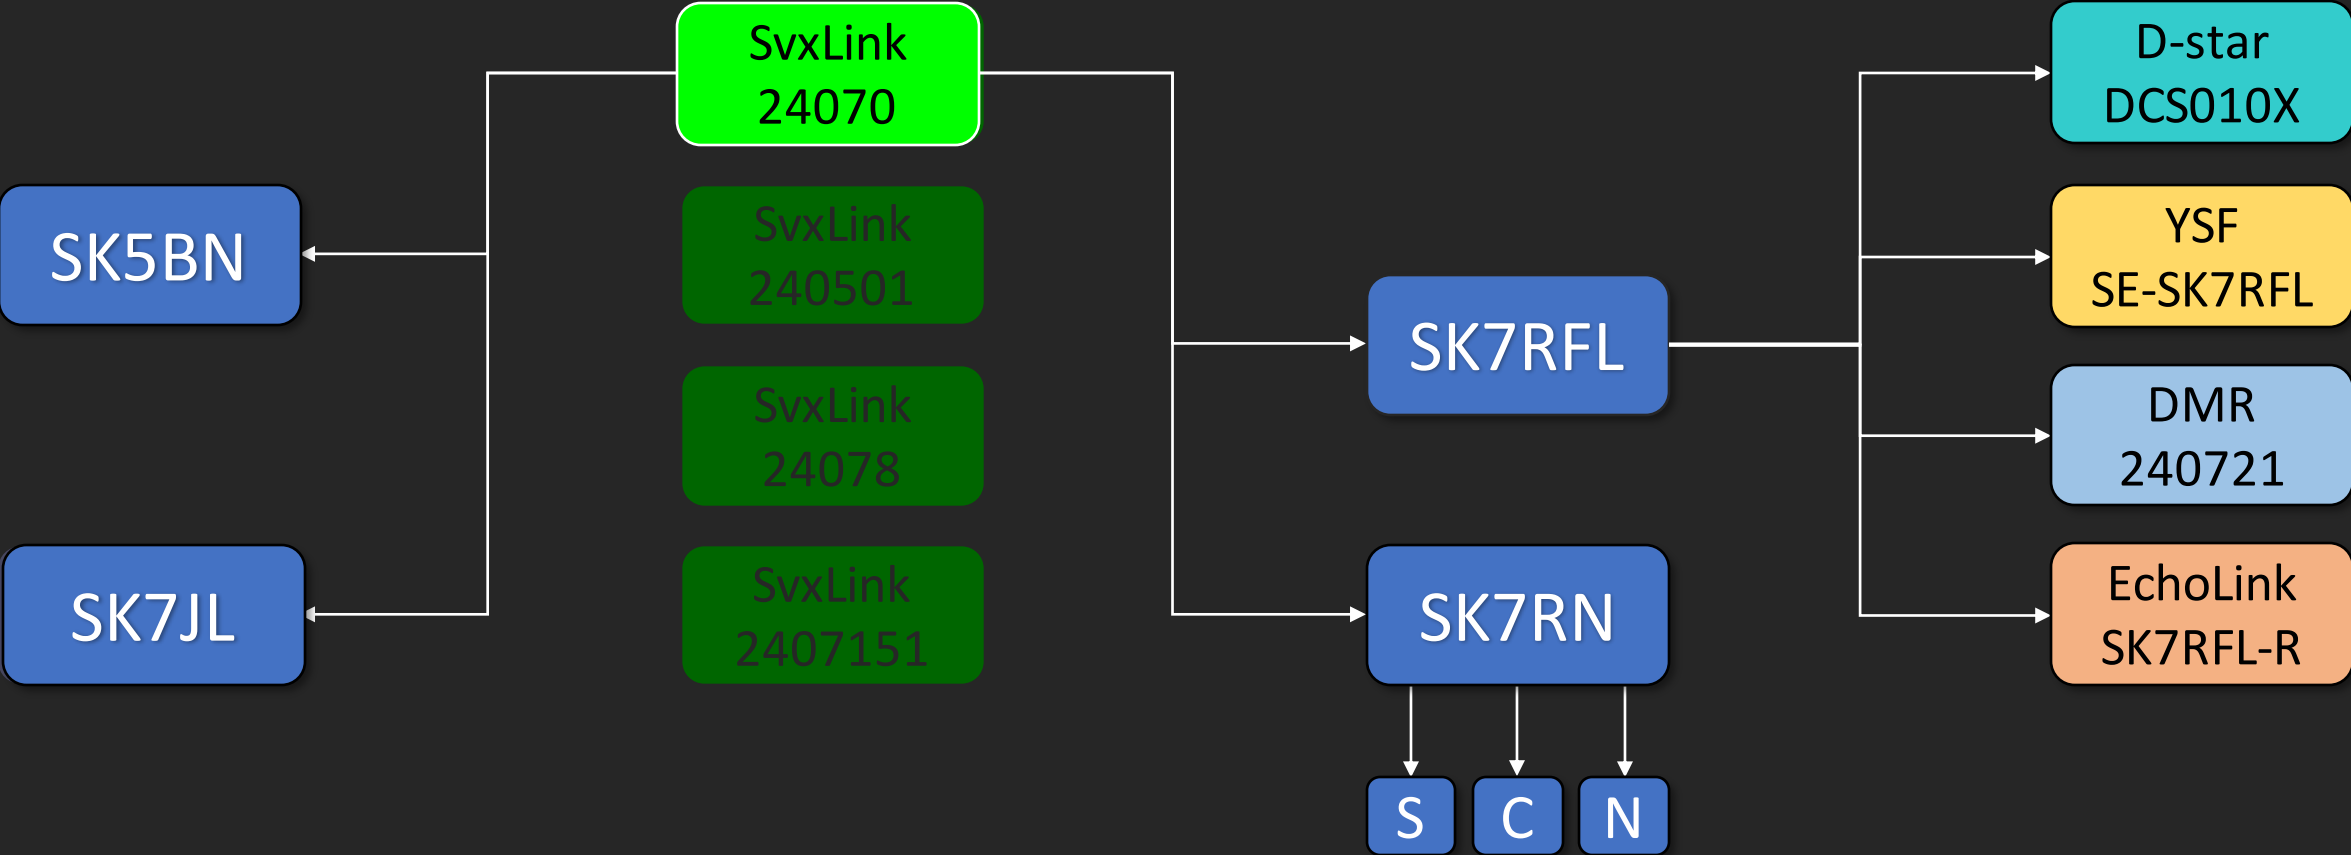 SvxLink
24070
SvxLink
240501
SvxLink
24078
SvxLink
2407151
SK5BN
SK7JL
SK7RFL
SK7RN
S
C
N
D-star
DCS010X
YSF
SE-SK7RFL
DMR
240721
EchoLink
SK7RFL-R